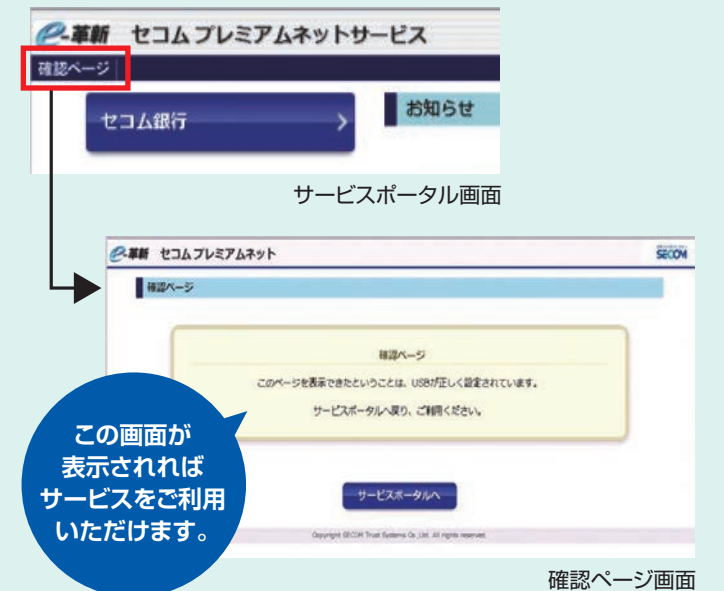 e-革新 セコムプレミアムネットサービス
確認ページ
セコム銀行
お知らせ
サービスポータル画面
e-革新 セコムプレミアムネット
SECOM
確認ページ
確認ページ
このページを表示できたということは、USBが正しく設定されています。
サービスポータルへ戻り、ご利用ください。
この画面が
表示されれば
サービスをご利用
いただけます。
サービスポータルへ
Copyright SECOM Trust Systems Co.,Ltd. All rights reserved.
確認ページ画面